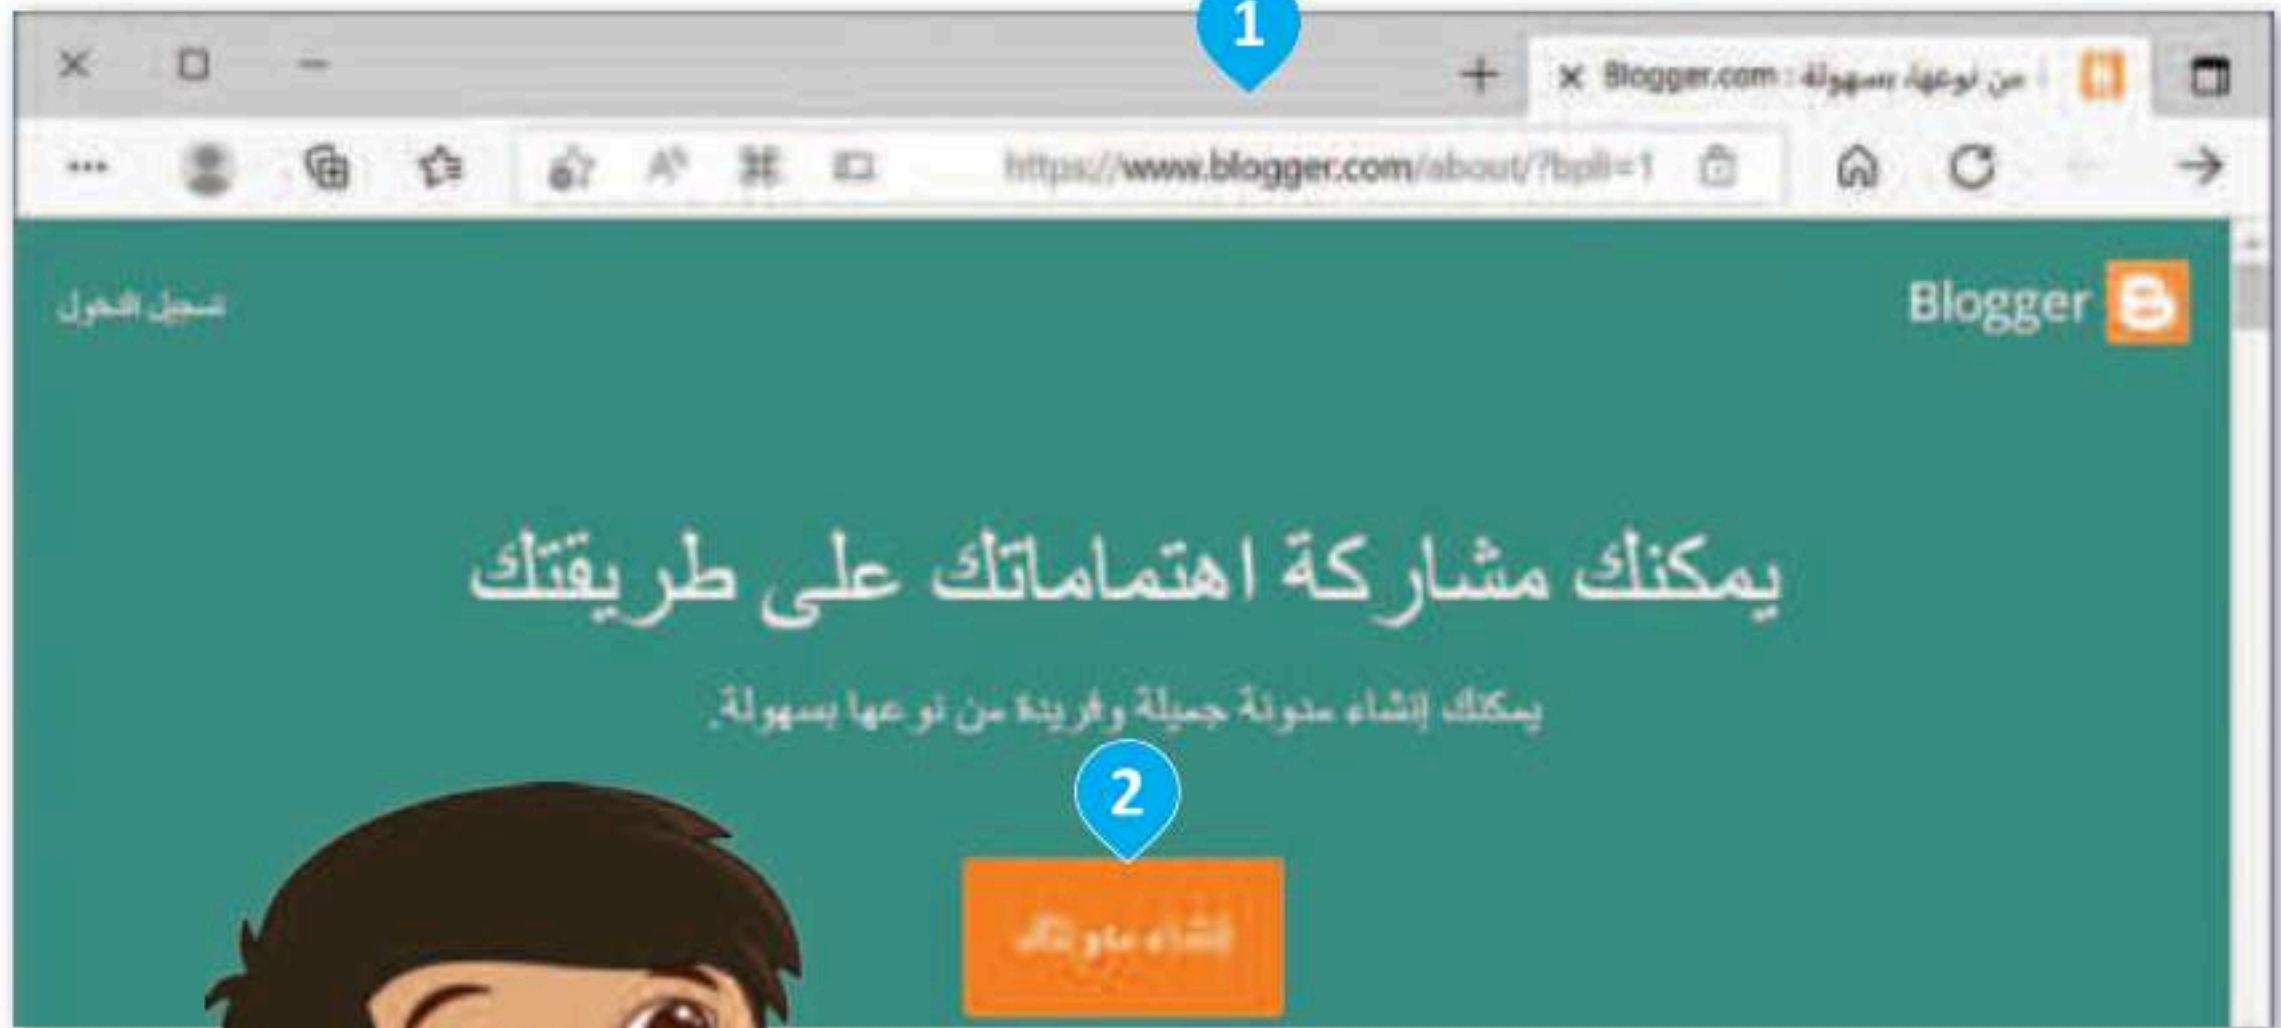 1
من نوعها، بسهولة : Blogger.com
https://www.blogger.com/about/?bpli=1
Blogger
تسجيل الدخول
يمكنك مشاركة اهتماماتك على طريقتك
يمكنك إنشاء مدونة جميلة وفريدة من نوعها بسهولة.
2
إنشاء مدونتك